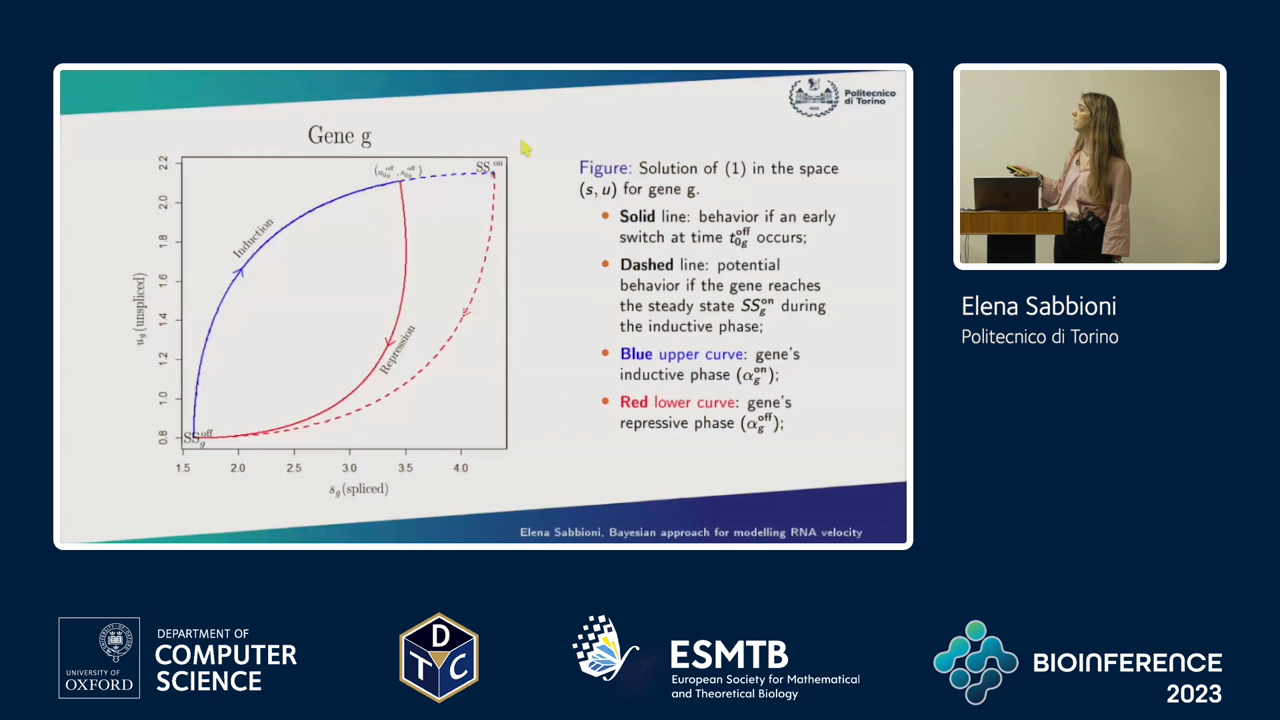 Politecnico
di Torino
Gene g
2.2
2.0
1.8
1.6
1.4
1.2
1.0
0.8
u_g (unspliced)
(u_0g^off, s_0g^off)
SS_g^on
Induction
Repression
SS_g^off
1.5 2.0 2.5 3.0 3.5 4.0
s_g (spliced)
Figure: Solution of (1) in the space
(s, u) for gene g.
• Solid line: behavior if an early
switch at time t_0g^off occurs;
• Dashed line: potential
behavior if the gene reaches
the steady state SS_g^on during
the inductive phase;
• Blue upper curve: gene's
inductive phase (α_g^on);
• Red lower curve: gene's
repressive phase (α_g^off);
Elena Sabbioni, Bayesian approach for modelling RNA velocity
Elena Sabbioni
Politecnico di Torino
UNIVERSITY OF
OXFORD
DEPARTMENT OF
COMPUTER
SCIENCE
D
T C
ESMTB
European Society for Mathematical
and Theoretical Biology
BIOINFERENCE
2023